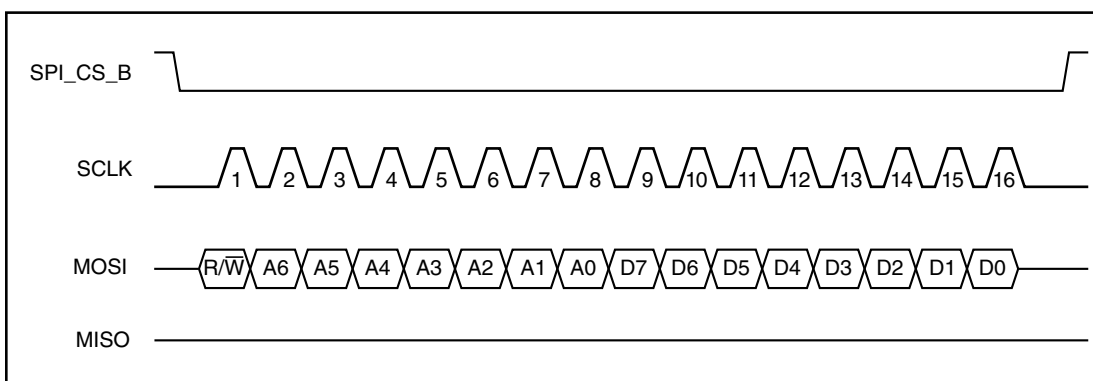 SPI_CS_B
SCLK 1 2 3 4 5 6 7 8 9 10 11 12 13 14 15 16
MOSI R/W̅ A6 A5 A4 A3 A2 A1 A0 D7 D6 D5 D4 D3 D2 D1 D0
MISO